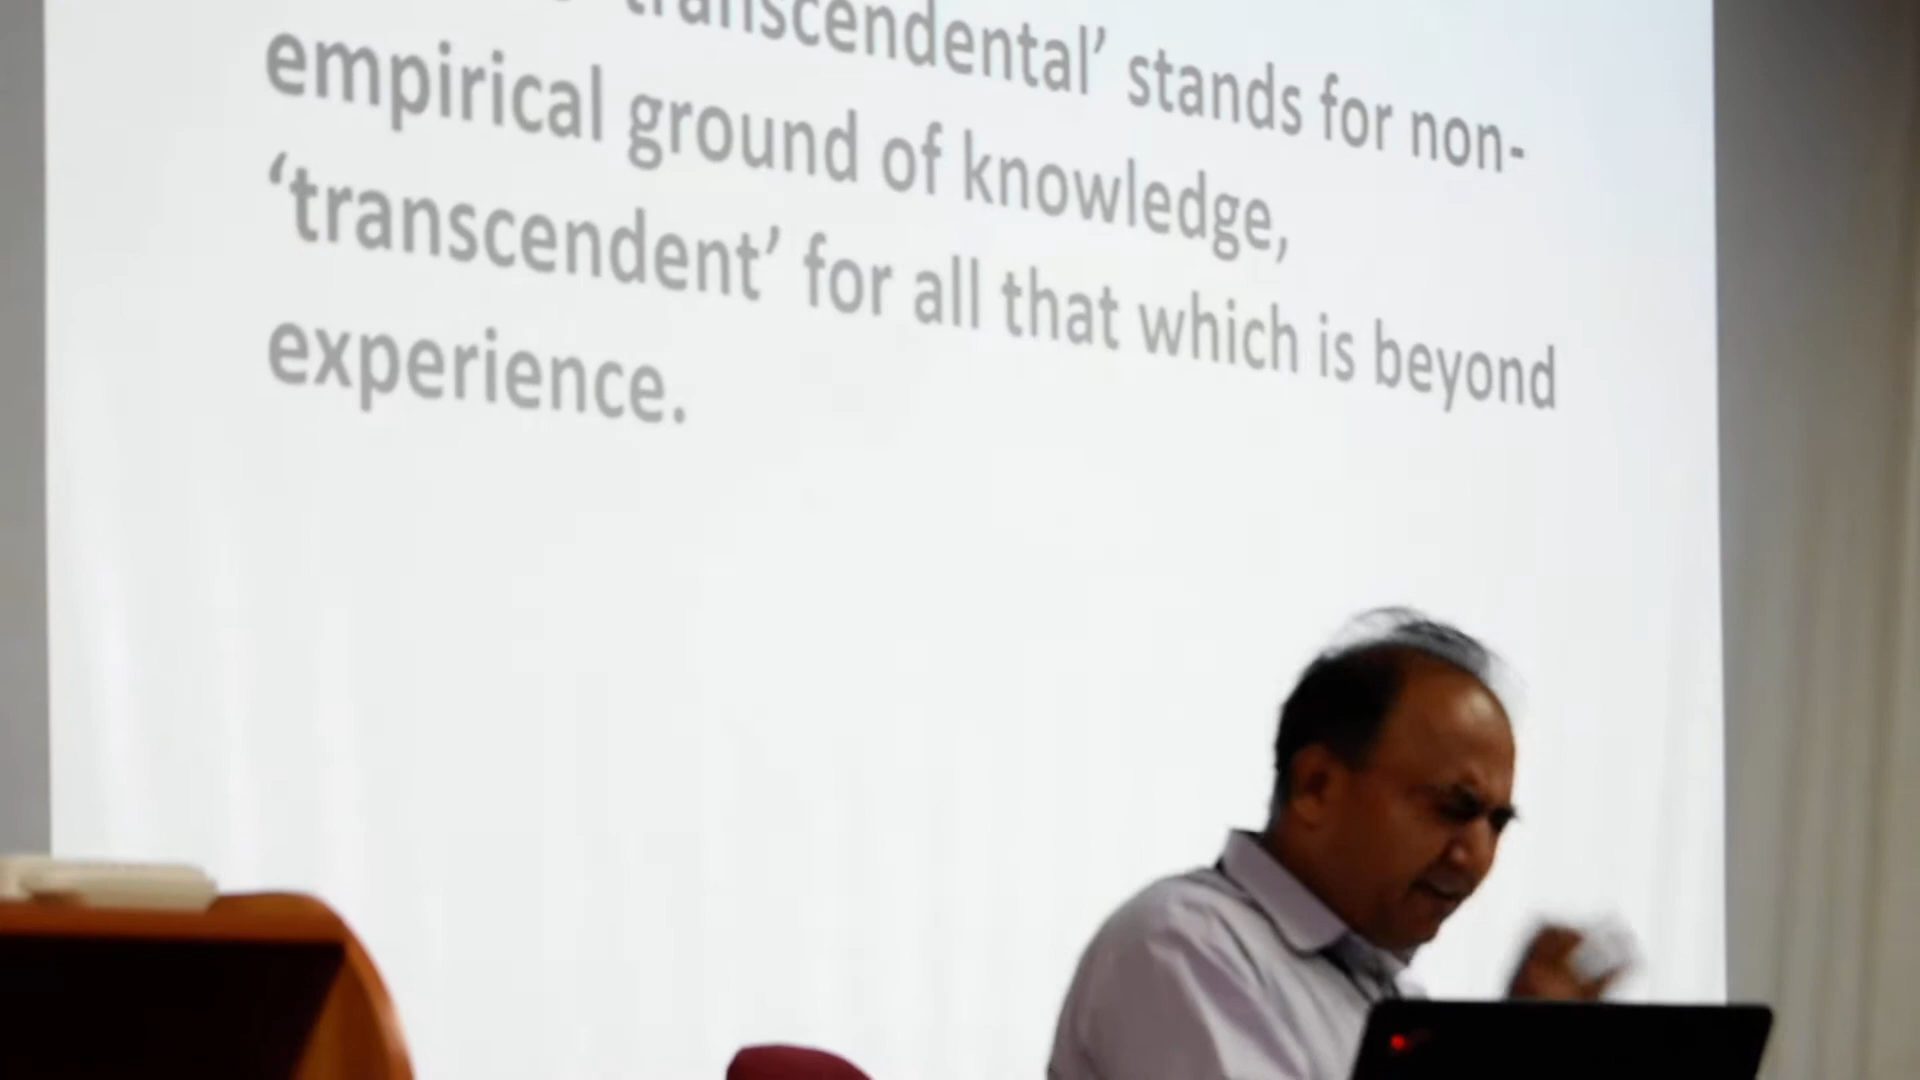 ‘transcendental’ stands for non-
empirical ground of knowledge,
‘transcendent’ for all that which is beyond
experience.